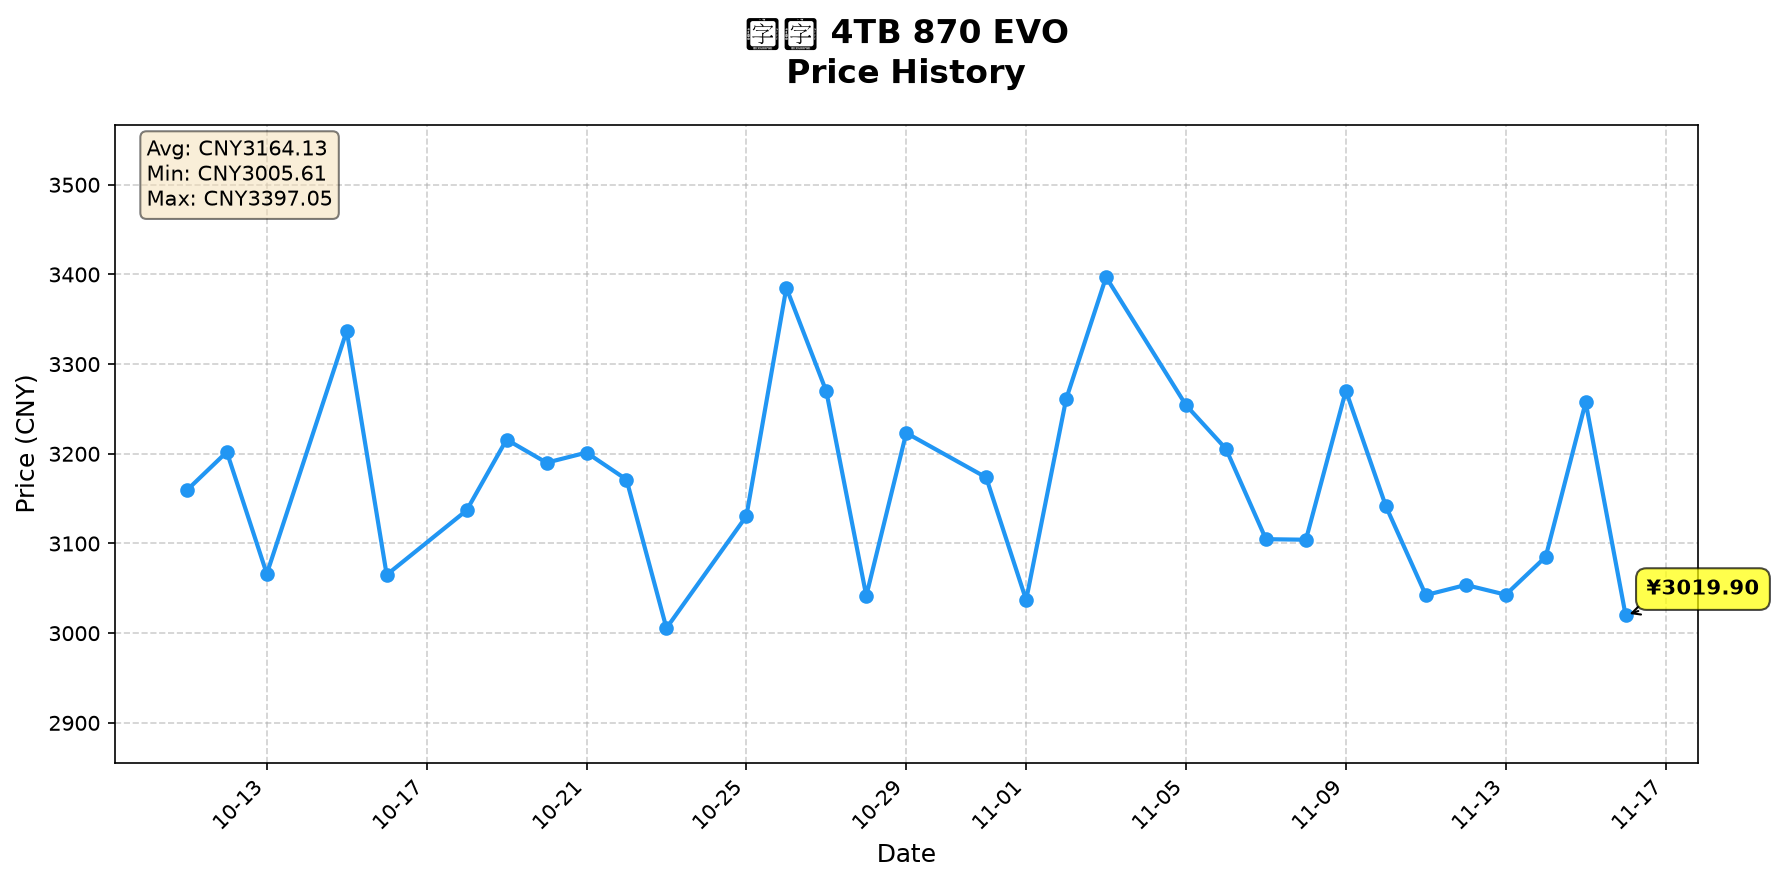 4TB 870 EVO
Price History
Avg: CNY3164.13
Min: CNY3005.61
Max: CNY3397.05
3500
3400
3300
3200
3100
3000
2900
Price (CNY)
¥3019.90
10-13
10-17
10-21
10-25
10-29
11-01
11-05
11-09
11-13
11-17
Date